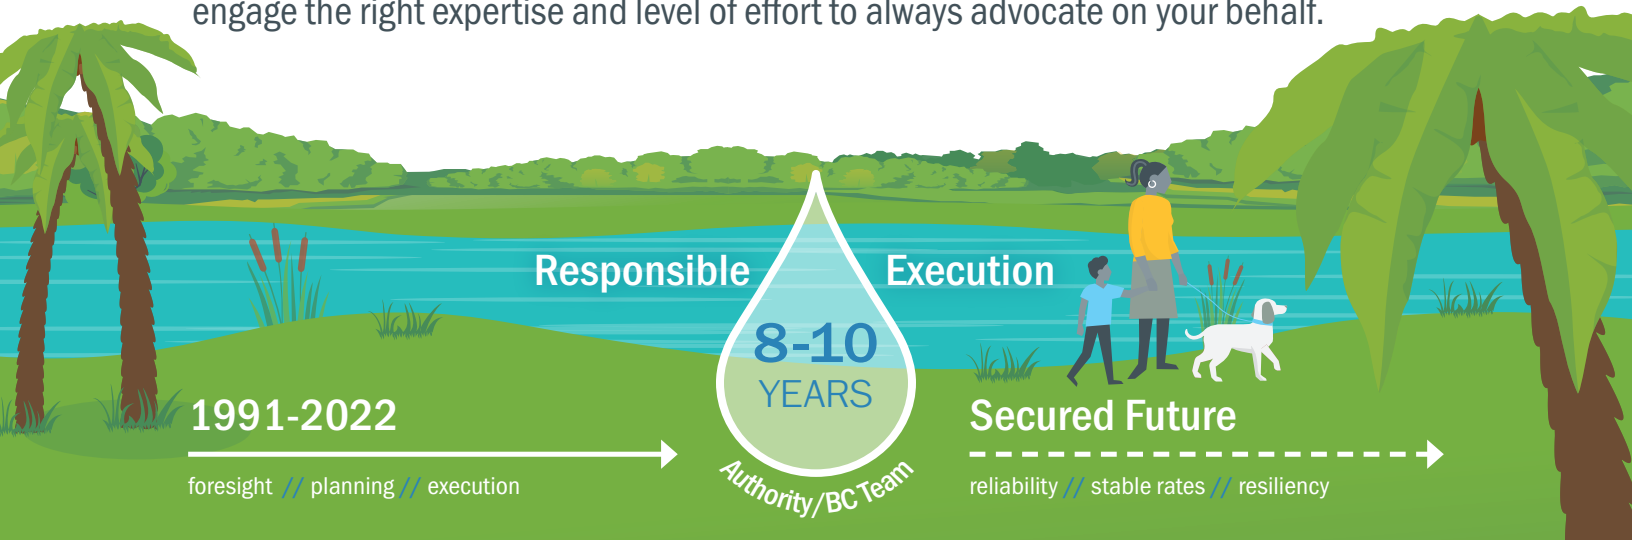 engage the right expertise and level of effort to always advocate on your behalf.
Responsible Execution
8-10
YEARS
Authority/BC Team
1991-2022
foresight // planning // execution
Secured Future
reliability // stable rates // resiliency